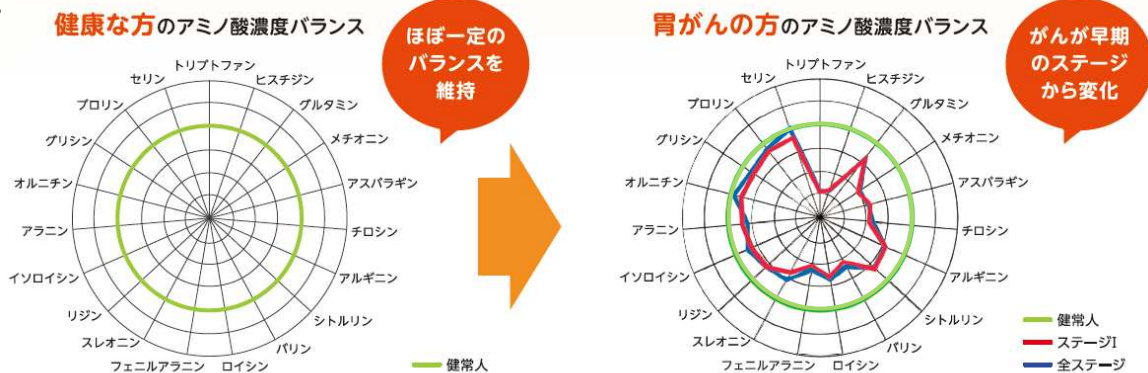 健康な方のアミノ酸濃度バランス
ほぼ一定の
バランスを
維持
トリプトファン
ヒスチジン
グルタミン
メチオニン
アスパラギン
チロシン
アルギニン
シトルリン
バリン
ロイシン
フェニルアラニン
スレオニン
リジン
イソロイシン
アラニン
オルニチン
グリシン
プロリン
セリン
健常人
胃がんの方のアミノ酸濃度バランス
がんが早期
のステージ
から変化
トリプトファン
ヒスチジン
グルタミン
メチオニン
アスパラギン
チロシン
アルギニン
シトルリン
バリン
ロイシン
フェニルアラニン
スレオニン
リジン
イソロイシン
アラニン
オルニチン
グリシン
プロリン
セリン
健常人
ステージI
全ステージ